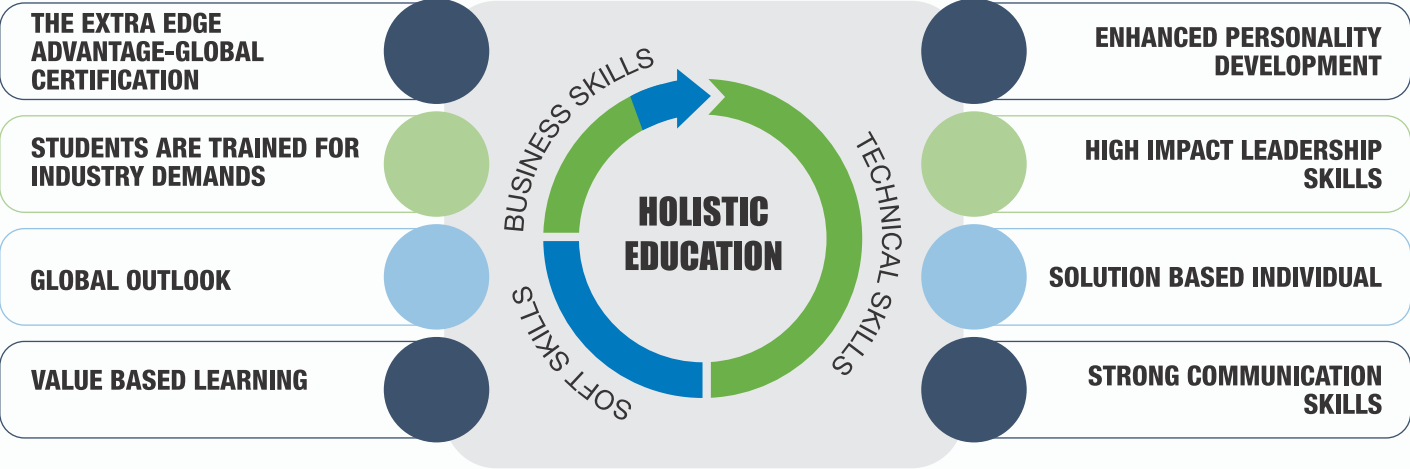 THE EXTRA EDGE
ADVANTAGE-GLOBAL
CERTIFICATION
STUDENTS ARE TRAINED FOR
INDUSTRY DEMANDS
GLOBAL OUTLOOK
VALUE BASED LEARNING
BUSINESS SKILLS
TECHNICAL SKILLS
SOFT SKILLS
HOLISTIC
EDUCATION
ENHANCED PERSONALITY
DEVELOPMENT
HIGH IMPACT LEADERSHIP
SKILLS
SOLUTION BASED INDIVIDUAL
STRONG COMMUNICATION
SKILLS